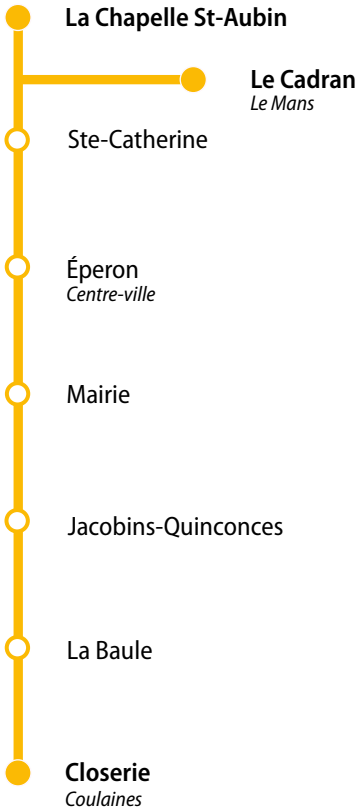 La Chapelle St-Aubin
Le Cadran
Le Mans
Ste-Catherine
Éperon
Centre-ville
Mairie
Jacobins-Quinconces
La Baule
Closerie
Coulaines